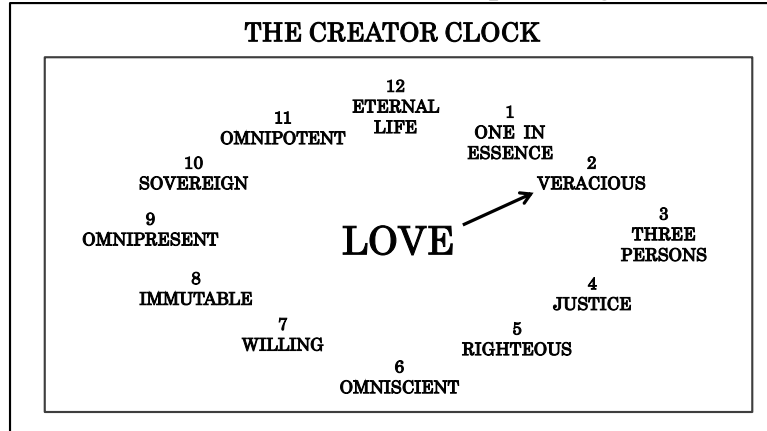 THE CREATOR CLOCK
12
ETERNAL
LIFE
1
ONE IN
ESSENCE
2
VERACIOUS
3
THREE
PERSONS
4
JUSTICE
5
RIGHTEOUS
6
OMNISCIENT
7
WILLING
8
IMMUTABLE
9
OMNIPRESENT
10
SOVEREIGN
11
OMNIPOTENT
LOVE